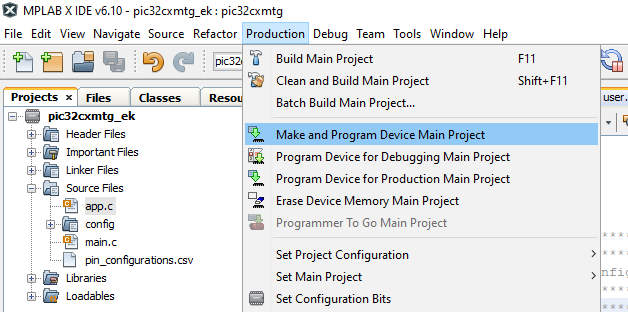 MPLAB X IDE v6.10 - pic32cxmtg_ek : pic32cxmtg
File Edit View Navigate Source Refactor Production Debug Team Tools Window Help
Projects × Files Classes
pic32cxmtg_ek
Header Files
Important Files
Linker Files
Source Files
app.c
config
main.c
pin_configurations.csv
Libraries
Loadables
Build Main Project F11
Clean and Build Main Project Shift+F11
Batch Build Main Project...
Make and Program Device Main Project
Program Device for Debugging Main Project
Program Device for Production Main Project
Erase Device Memory Main Project
Programmer To Go Main Project
Set Project Configuration
Set Main Project
Set Configuration Bits
user.